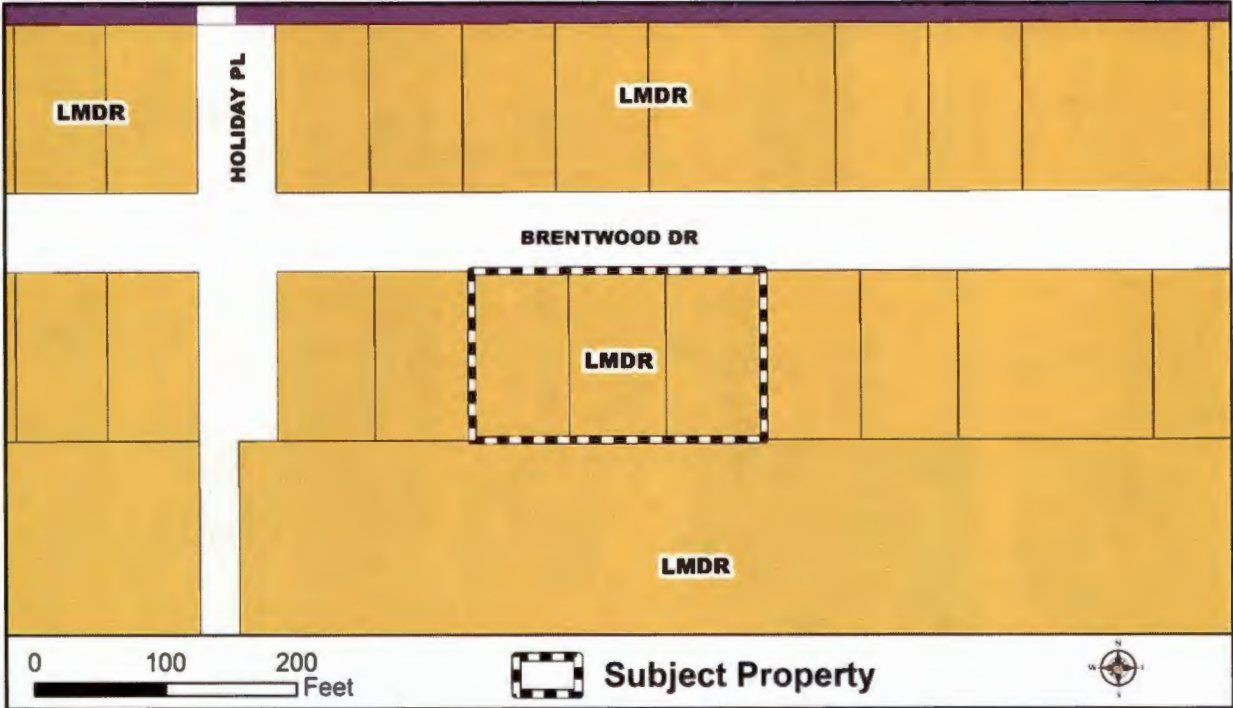 LMDR
LMDR
HOLIDAY PL
BRENTWOOD DR
LMDR
LMDR
0 100 200
Feet
Subject Property
N
W
S